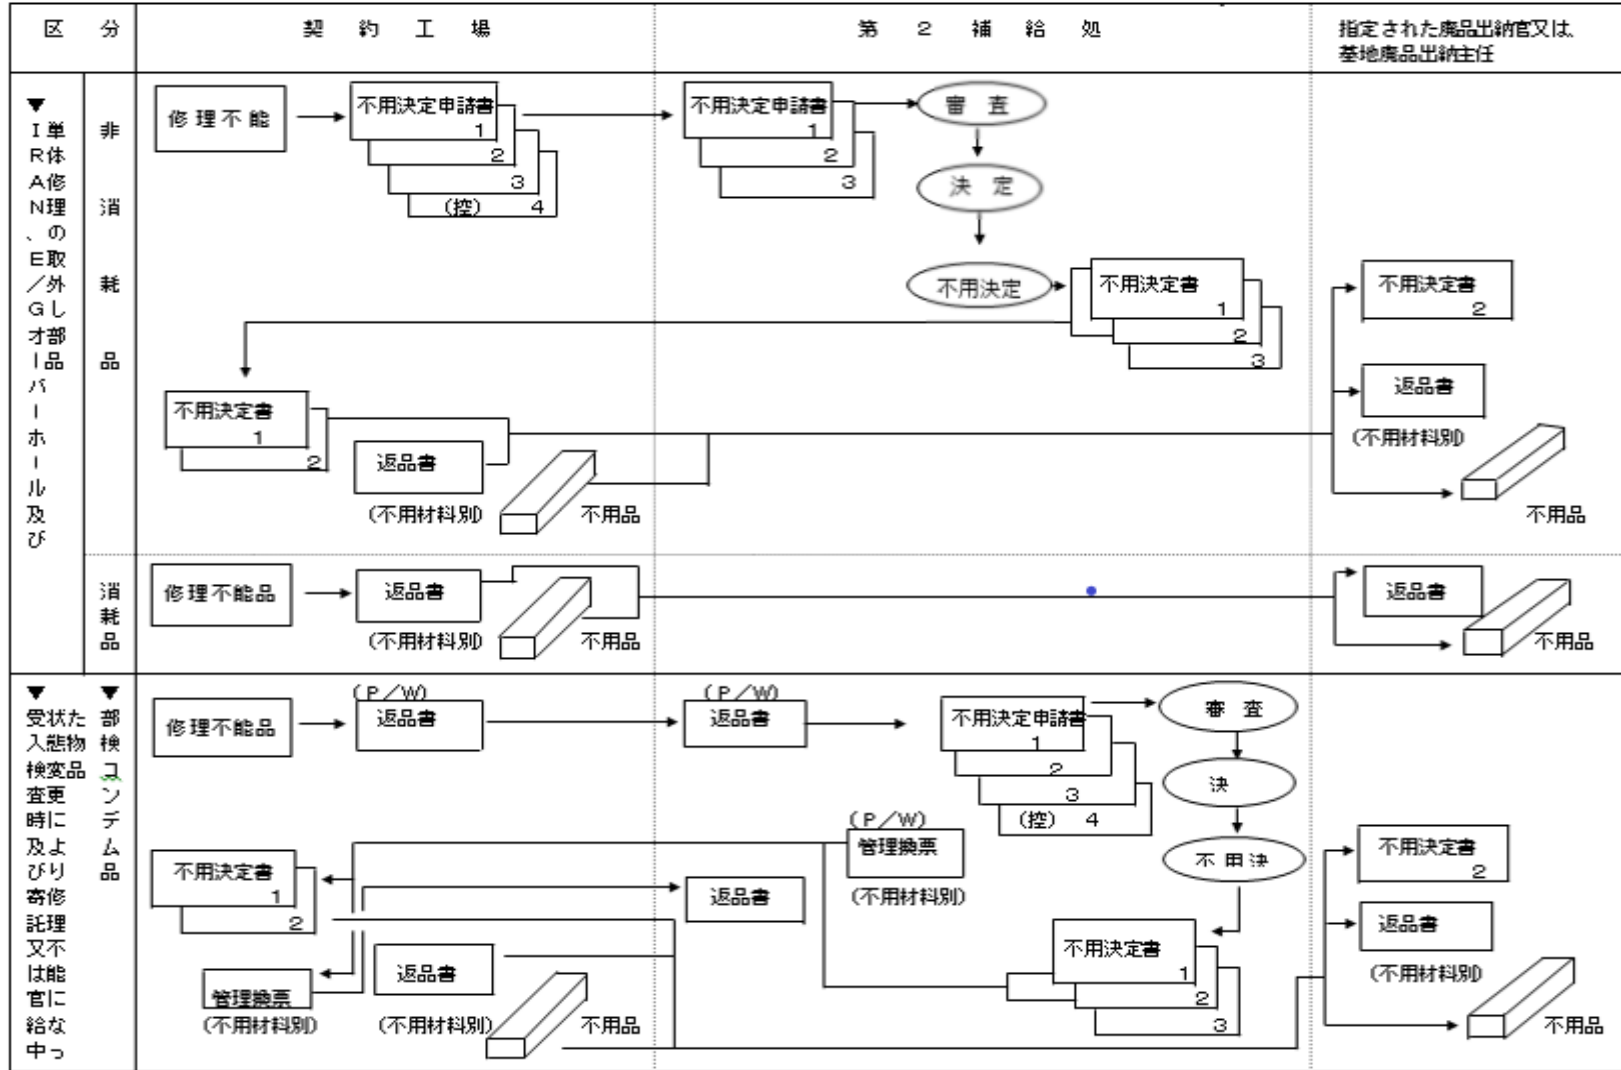 区 分
契 約 工 場
第 2 補 給 処
指定された廃品出納官又は、
基地廃品出納主任
▼IRAN、E/Gオーバーホール及び
単体修理の取外し部品
非消耗品
修理不能
不用決定申請書
1
2
3
(控) 4
不用決定申請書
1
2
3
審 査
決 定
不用決定
不用決定書
1
2
3
不用決定書
2
返品書
(不用材料別)
不用品
不用決定書
1
2
返品書
(不用材料別)
不用品
消耗品
修理不能品
返品書
(不用材料別)
不用品
返品書
不用品
▼受入検査時及び寄託又は官給中
状態変更により修理不能になっ
た物品
▼部検コンデム品
修理不能品
(P/W)
返品書
(P/W)
返品書
不用決定申請書
1
2
3
(控) 4
審 査
決
不用決
(P/W)
管理換票
(不用材料別)
不用決定書
1
2
返品書
管理換票
(不用材料別)
返品書
(不用材料別)
不用品
不用決定書
1
2
3
不用決定書
2
返品書
(不用材料別)
不用品